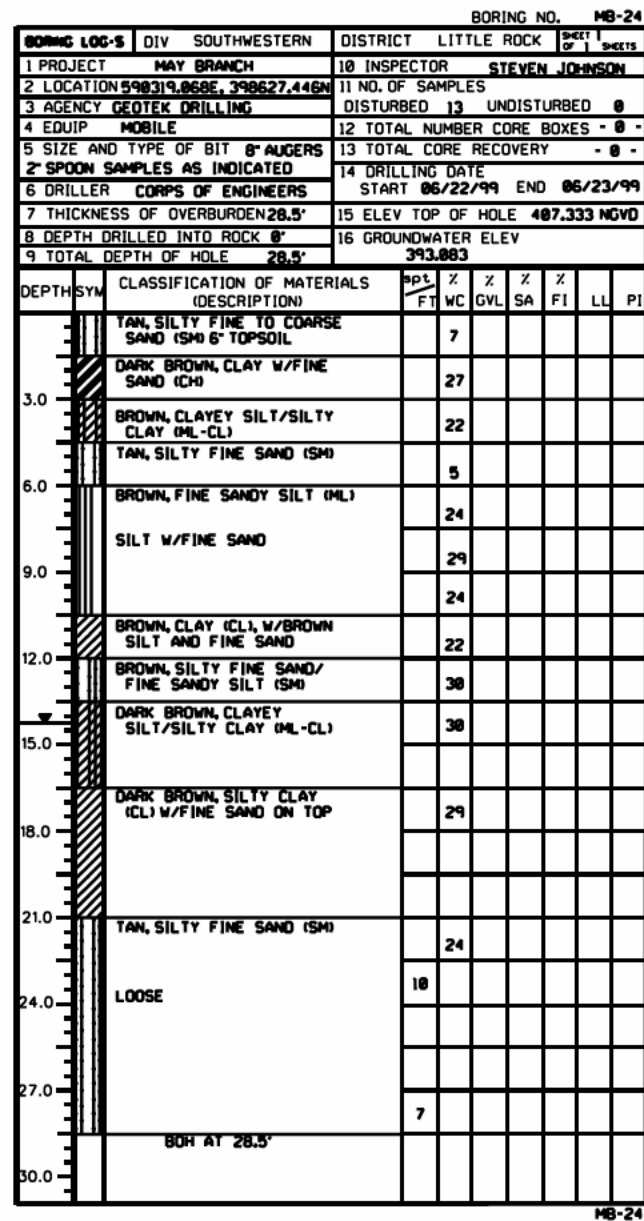 BORING NO. MB-24
BORING LOG-S DIV SOUTHWESTERN DISTRICT LITTLE ROCK SHEET 1 OF 1 SHEETS
1 PROJECT MAY BRANCH 10 INSPECTOR STEVEN JOHNSON
2 LOCATION 590319.068E, 398627.446N 11 NO. OF SAMPLES
3 AGENCY GEOTEK DRILLING DISTURBED 13 UNDISTURBED 0
4 EQUIP MOBILE 12 TOTAL NUMBER CORE BOXES - 0 -
5 SIZE AND TYPE OF BIT 8" AUGERS 13 TOTAL CORE RECOVERY - 0 -
2" SPOON SAMPLES AS INDICATED 14 DRILLING DATE
6 DRILLER CORPS OF ENGINEERS START 06/22/99 END 06/23/99
7 THICKNESS OF OVERBURDEN 28.5' 15 ELEV TOP OF HOLE 407.333 NGVD
8 DEPTH DRILLED INTO ROCK 0' 16 GROUNDWATER ELEV
9 TOTAL DEPTH OF HOLE 28.5' 393.083
DEPTH SYM CLASSIFICATION OF MATERIALS (DESCRIPTION) spt FT % WC % GVL % SA % FI LL PI
TAN, SILTY FINE TO COARSE
SAND (SM) 6" TOPSOIL 7
DARK BROWN, CLAY W/FINE
SAND (CH) 27
3.0
BROWN, CLAYEY SILT/SILTY
CLAY (ML-CL) 22
TAN, SILTY FINE SAND (SM)
5
6.0
BROWN, FINE SANDY SILT (ML)
24
SILT W/FINE SAND
29
9.0
24
BROWN, CLAY (CL), W/BROWN
SILT AND FINE SAND 22
12.0
BROWN, SILTY FINE SAND/
FINE SANDY SILT (SM) 30
DARK BROWN, CLAYEY
SILT/SILTY CLAY (ML-CL) 30
15.0
DARK BROWN, SILTY CLAY
(CL) W/FINE SAND ON TOP 29
18.0
21.0
TAN, SILTY FINE SAND (SM)
24
10
24.0 LOOSE
27.0
7
BOH AT 28.5'
30.0
MB-24